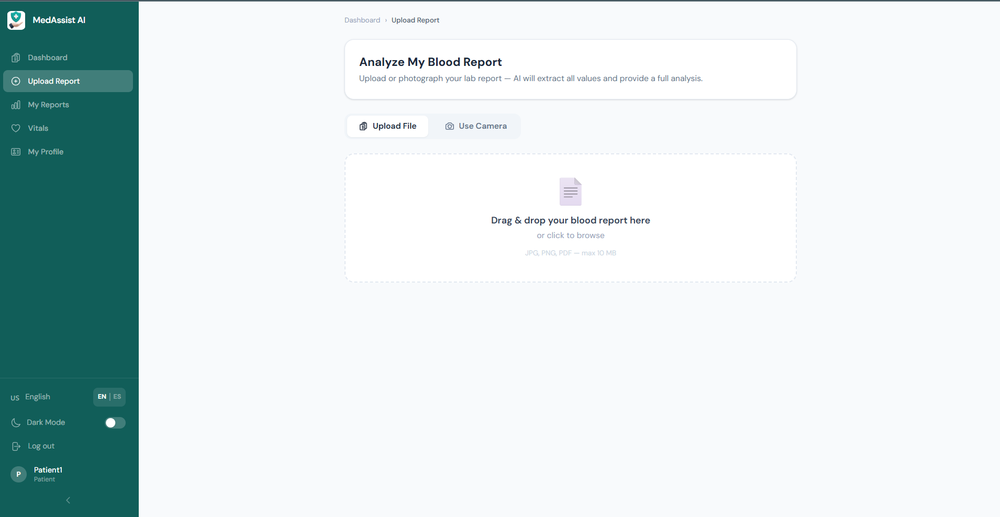 MedAssist AI
Dashboard
Upload Report
My Reports
Vitals
My Profile
US English EN | ES
Dark Mode
Log out
P
Patient1
Patient
Dashboard › Upload Report
Analyze My Blood Report
Upload or photograph your lab report — AI will extract all values and provide a full analysis.
Upload File Use Camera
Drag & drop your blood report here
or click to browse
JPG, PNG, PDF — max 10 MB